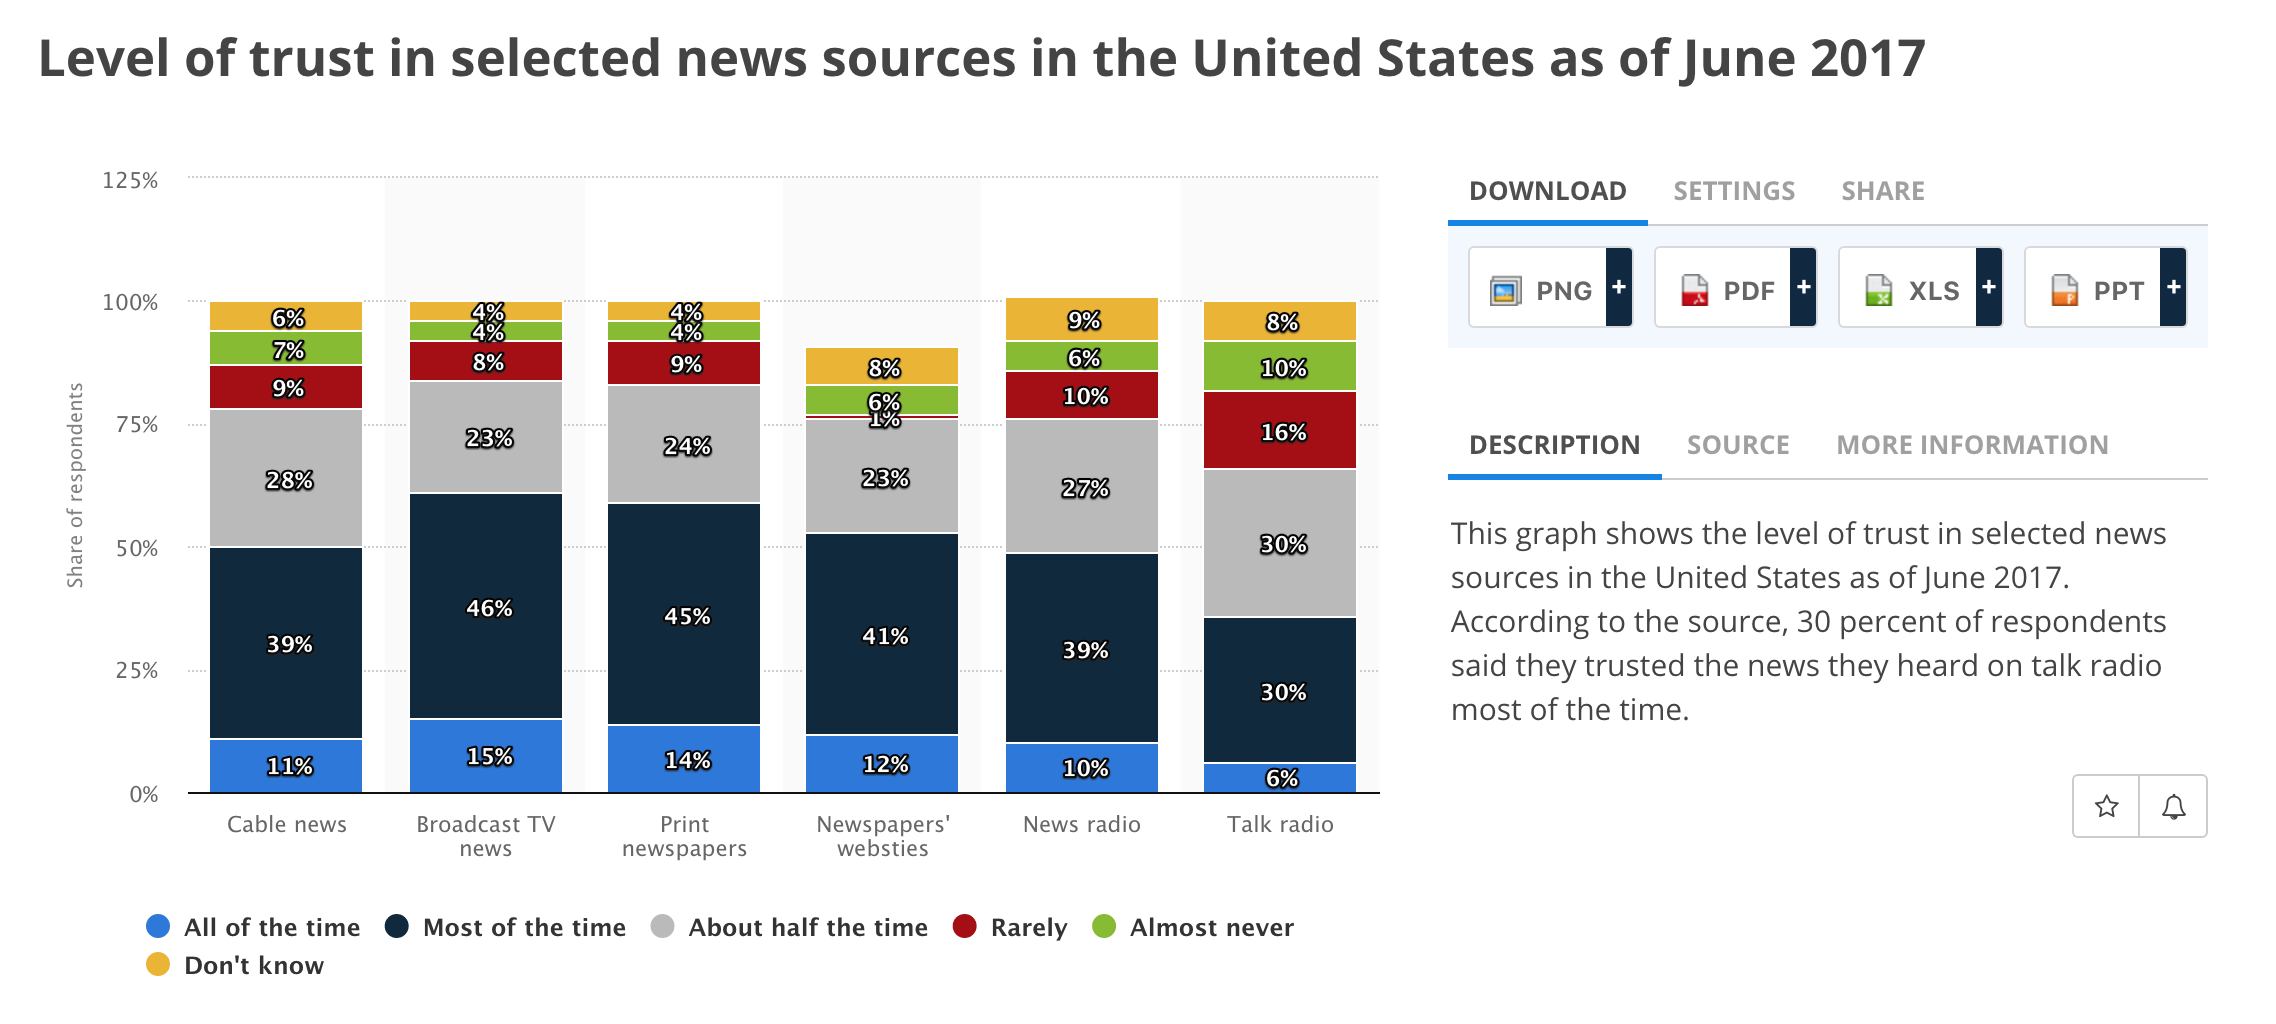 Level of trust in selected news sources in the United States as of June 2017
125%
100%
75%
50%
25%
0%
Share of respondents
6%
7%
9%
28%
39%
11%
4%
4%
8%
23%
46%
15%
4%
4%
9%
24%
45%
14%
8%
6%
1%
23%
41%
12%
9%
6%
10%
27%
39%
10%
8%
10%
16%
30%
30%
6%
Cable news
Broadcast TV
news
Print
newspapers
Newspapers'
websties
News radio
Talk radio
All of the time Most of the time About half the time Rarely Almost never
Don't know
DOWNLOAD SETTINGS SHARE
PNG + PDF + XLS + PPT +
DESCRIPTION SOURCE MORE INFORMATION
This graph shows the level of trust in selected news
sources in the United States as of June 2017.
According to the source, 30 percent of respondents
said they trusted the news they heard on talk radio
most of the time.